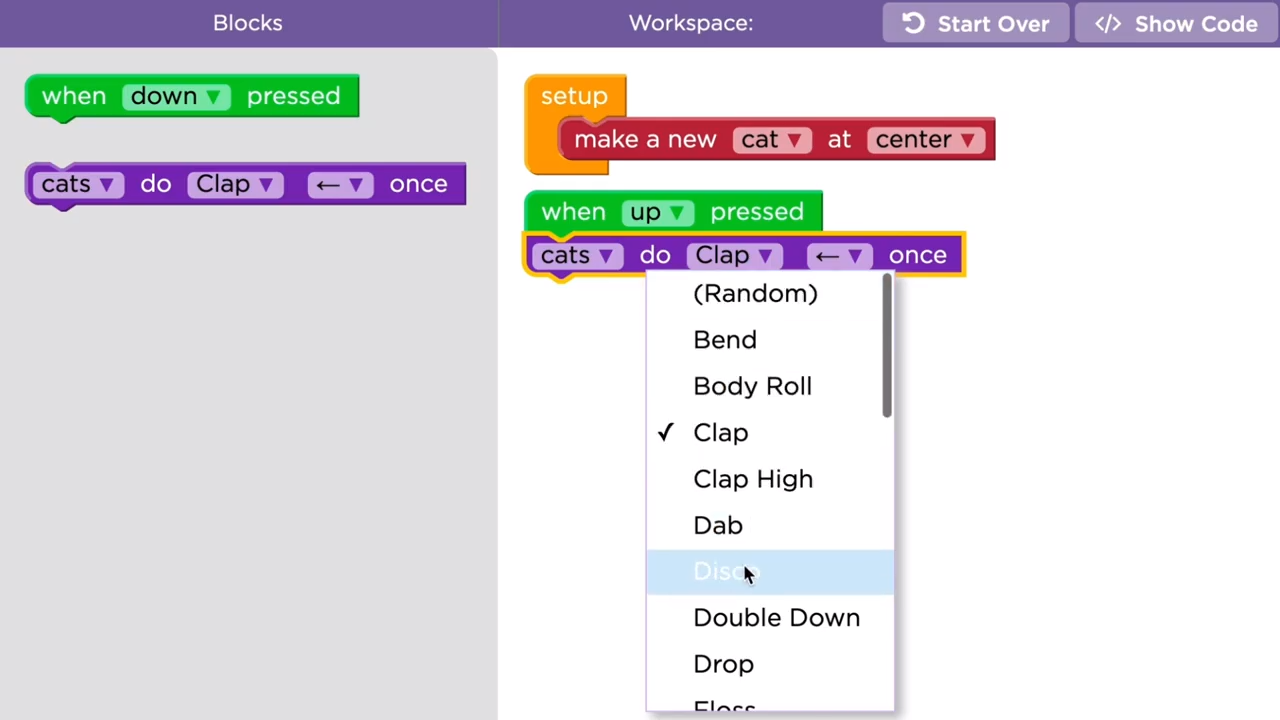 Blocks
Workspace:
Start Over
</> Show Code
when down ▼ pressed
cats ▼ do Clap ▼ ← ▼ once
setup
make a new cat ▼ at center ▼
when up ▼ pressed
cats ▼ do Clap ▼ ← ▼ once
(Random)
Bend
Body Roll
✓ Clap
Clap High
Dab
Disco
Double Down
Drop
Floss